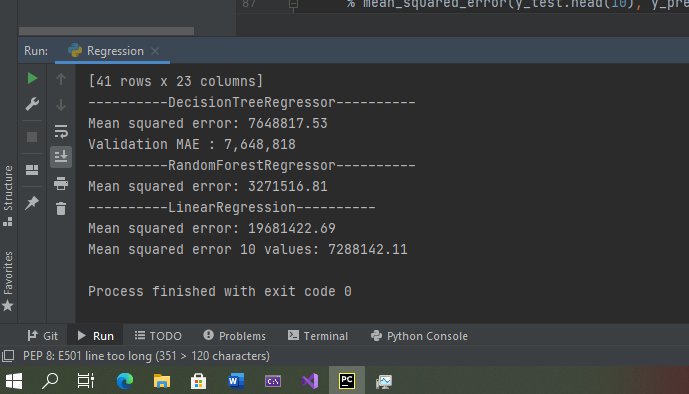 87 % mean_squared_error(y_test.head(10), y_pre
Run: Regression
[41 rows x 23 columns]
----------DecisionTreeRegressor----------
Mean squared error: 7648817.53
Validation MAE : 7,648,818
----------RandomForestRegressor----------
Mean squared error: 3271516.81
----------LinearRegression----------
Mean squared error: 19681422.69
Mean squared error 10 values: 7288142.11
Process finished with exit code 0
Structure
Favorites
Git Run TODO Problems Terminal Python Console
PEP 8: E501 line too long (351 > 120 characters)
W C:\ PC